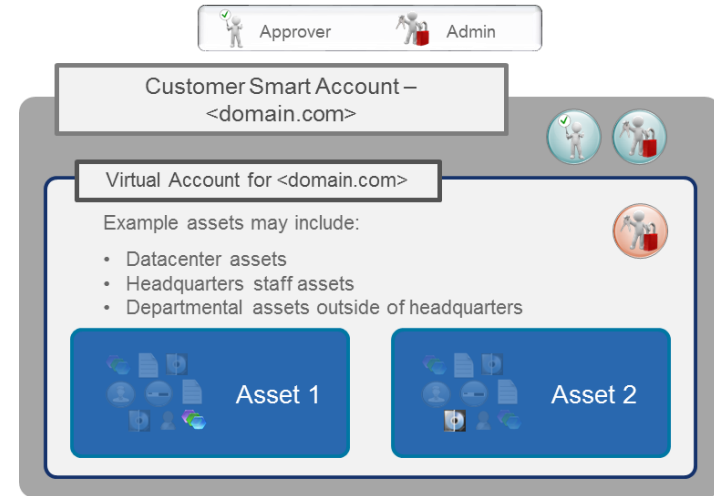 Approver
Admin
Customer Smart Account –
<domain.com>
Virtual Account for <domain.com>
Example assets may include:
• Datacenter assets
• Headquarters staff assets
• Departmental assets outside of headquarters
Asset 1
Asset 2